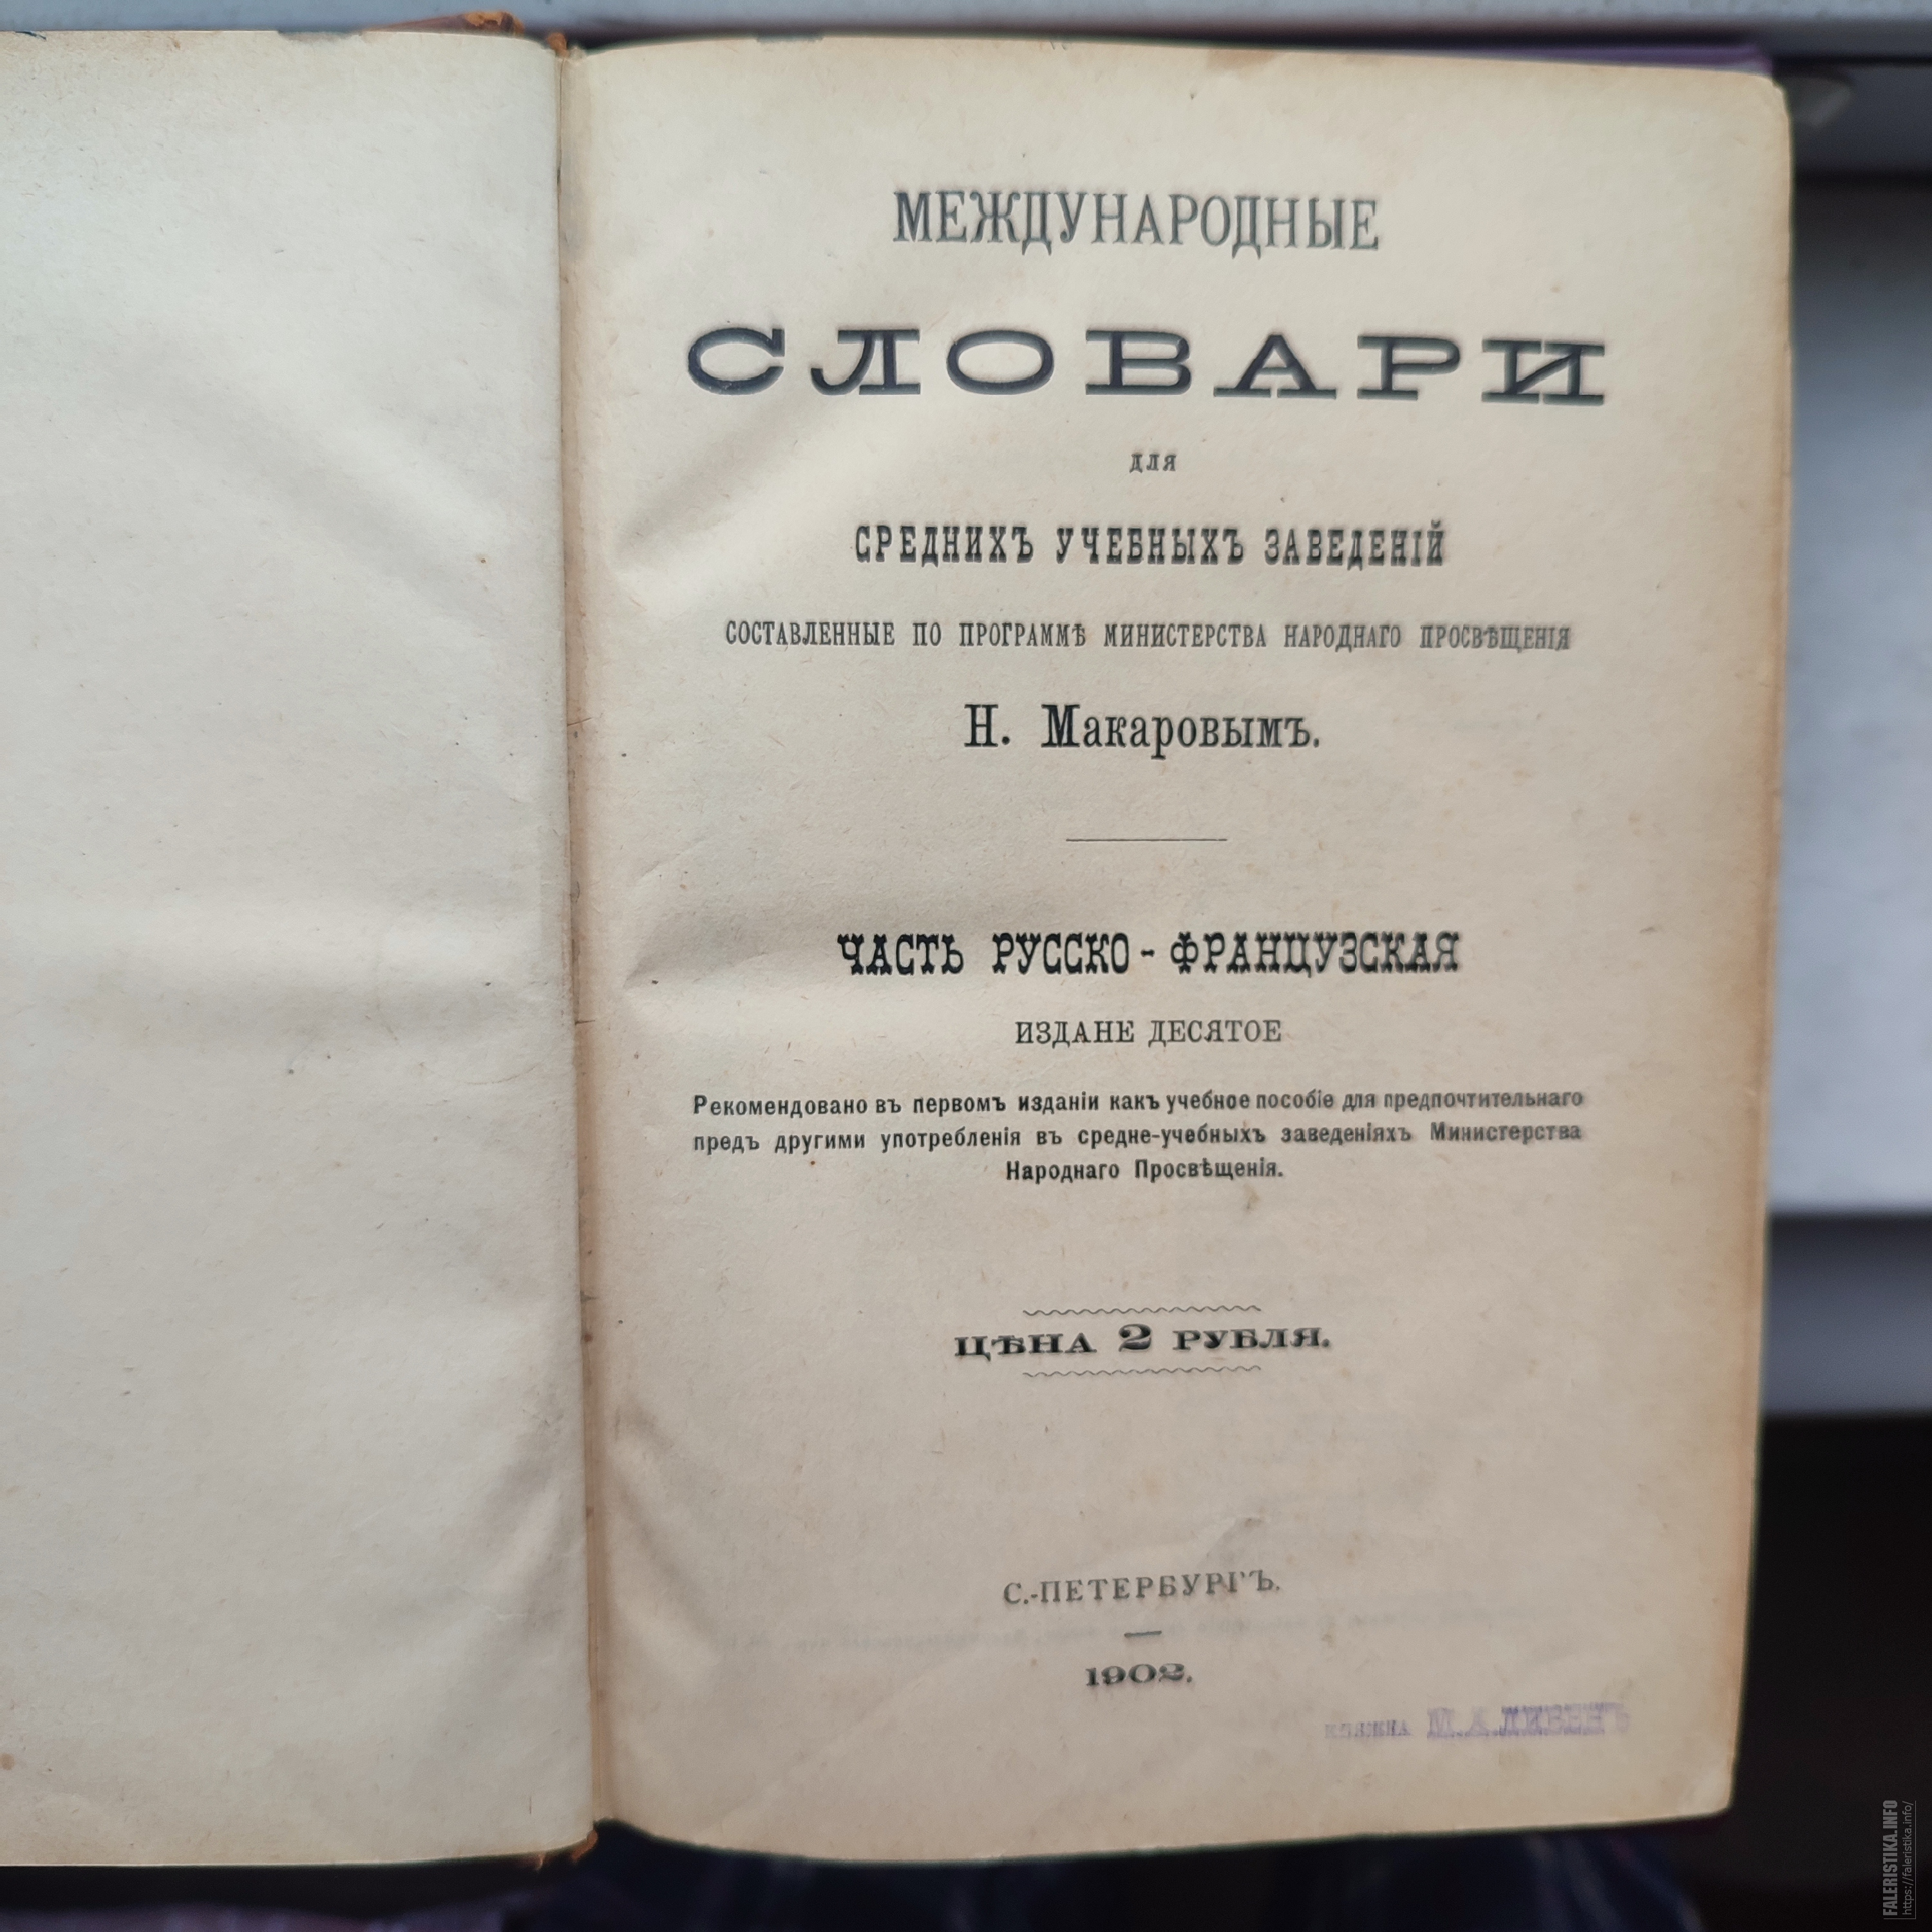 МЕЖДУНАРОДНЫЕ
СЛОВАРИ
для
СРЕДНИХЪ УЧЕБНЫХЪ ЗАВЕДЕНІЙ
СОСТАВЛЕННЫЕ ПО ПРОГРАММѢ МИНИСТЕРСТВА НАРОДНАГО ПРОСВѢЩЕНІЯ
Н. Макаровымъ.
ЧАСТЬ РУССКО-ФРАНЦУЗСКАЯ
ИЗДАНЕ ДЕСЯТОЕ
Рекомендовано въ первомъ изданіи какъ учебное пособіе для предпочтительнаго
предъ другими употребленія въ средне-учебныхъ заведеніяхъ Министерства
Народнаго Просвѣщенія.
ЦѢНА 2 РУБЛЯ.
С.-ПЕТЕРБУРГЪ.
1902.
КНЯЖНА М.А.ЛИВЕНЪ
FALERISTIKA.INFO
https://faleristika.info/